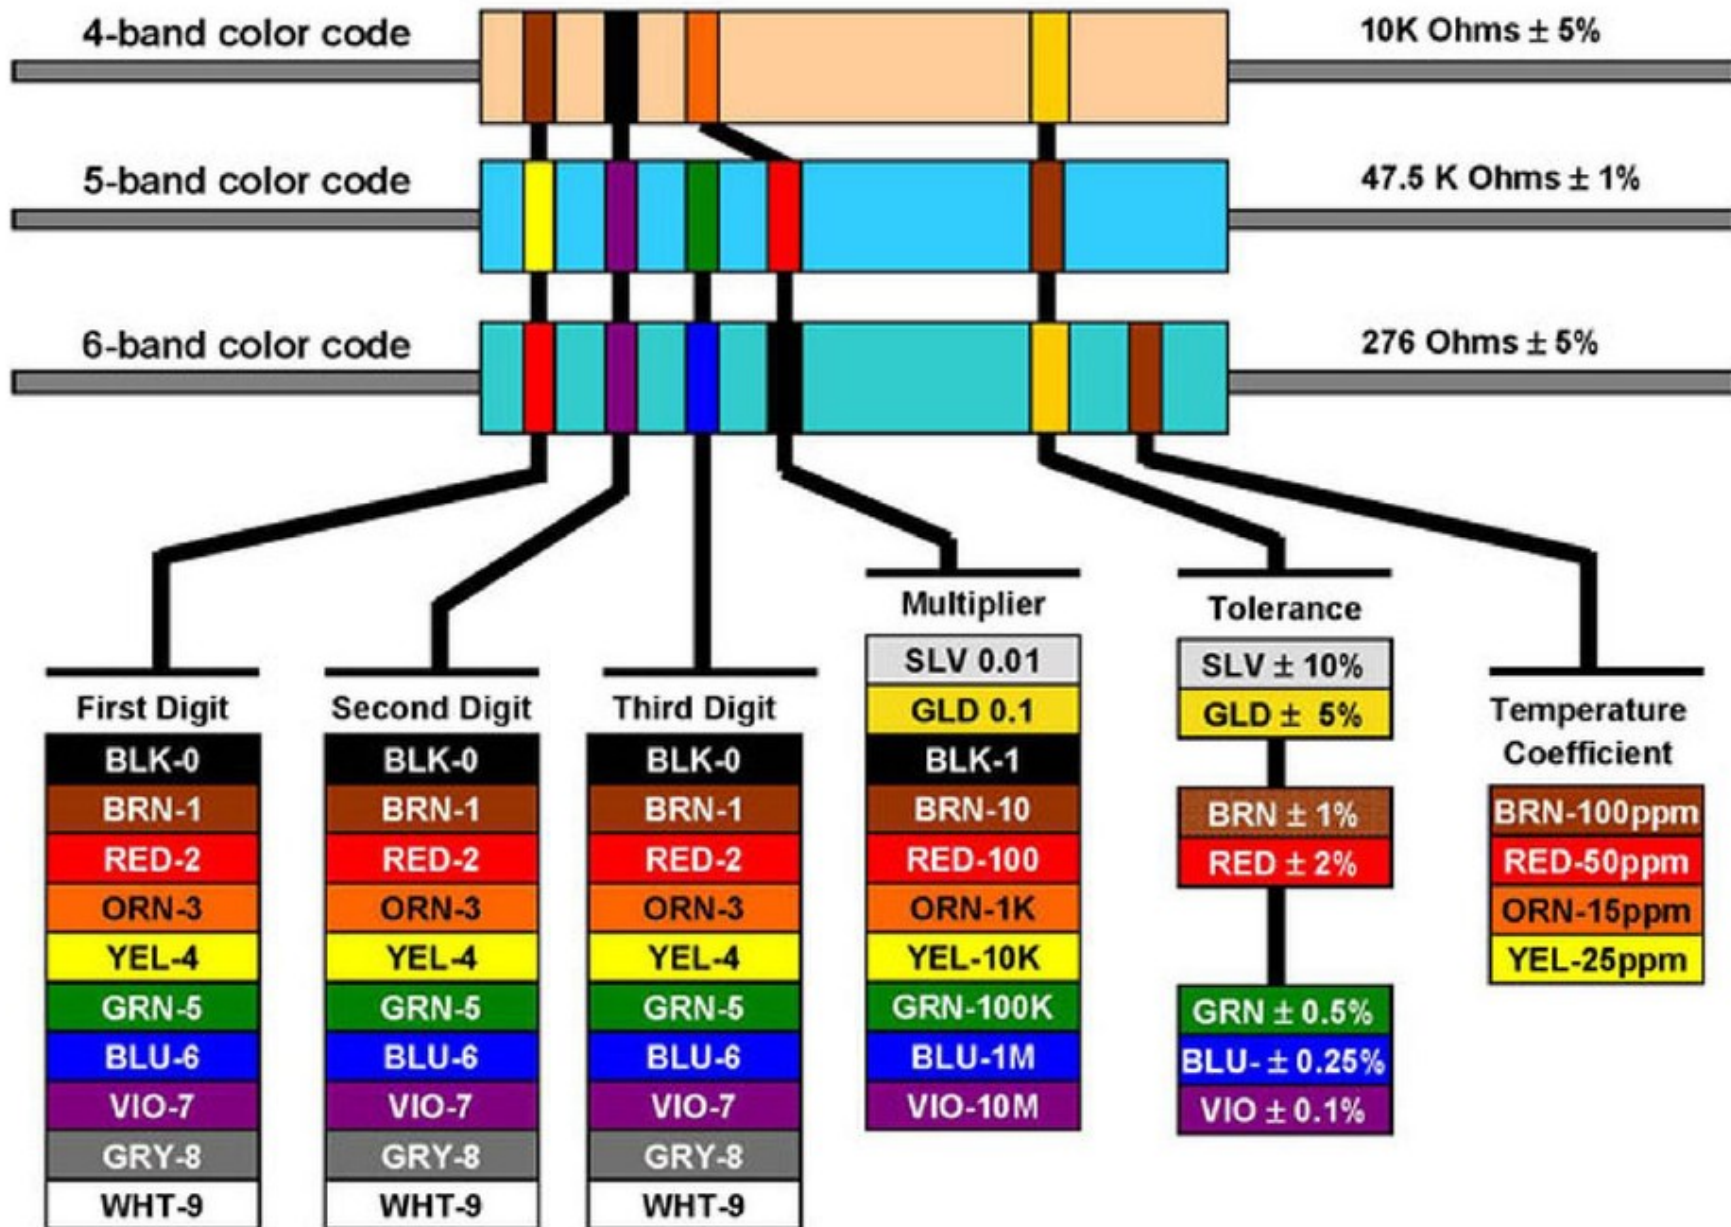 4-band color code
10K Ohms ± 5%
5-band color code
47.5 K Ohms ± 1%
6-band color code
276 Ohms ± 5%
First Digit
BLK-0
BRN-1
RED-2
ORN-3
YEL-4
GRN-5
BLU-6
VIO-7
GRY-8
WHT-9
Second Digit
BLK-0
BRN-1
RED-2
ORN-3
YEL-4
GRN-5
BLU-6
VIO-7
GRY-8
WHT-9
Third Digit
BLK-0
BRN-1
RED-2
ORN-3
YEL-4
GRN-5
BLU-6
VIO-7
GRY-8
WHT-9
Multiplier
SLV 0.01
GLD 0.1
BLK-1
BRN-10
RED-100
ORN-1K
YEL-10K
GRN-100K
BLU-1M
VIO-10M
Tolerance
SLV ± 10%
GLD ± 5%
BRN ± 1%
RED ± 2%
GRN ± 0.5%
BLU- ± 0.25%
VIO ± 0.1%
Temperature
Coefficient
BRN-100ppm
RED-50ppm
ORN-15ppm
YEL-25ppm